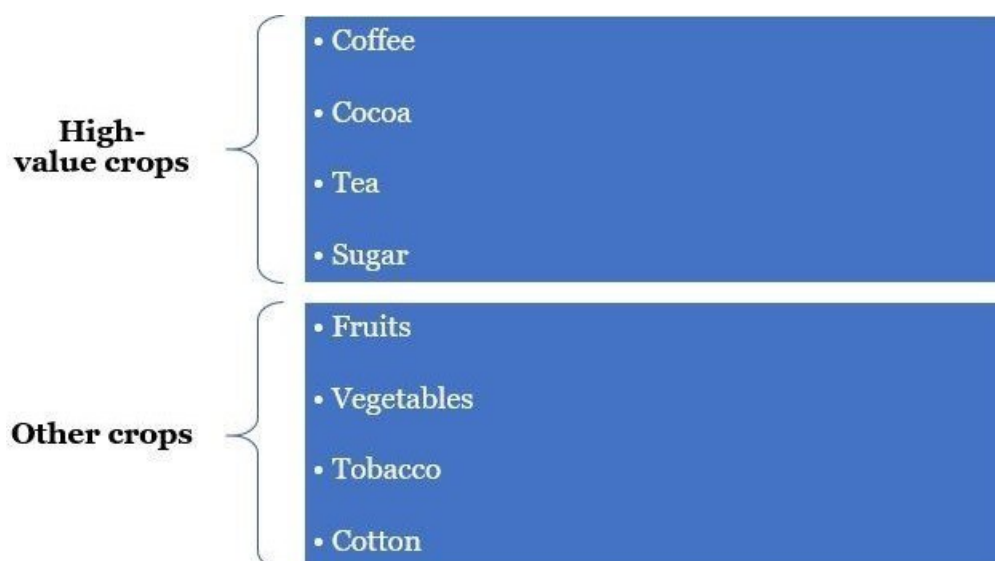 High-
value crops
• Coffee
• Cocoa
• Tea
• Sugar
Other crops
• Fruits
• Vegetables
• Tobacco
• Cotton